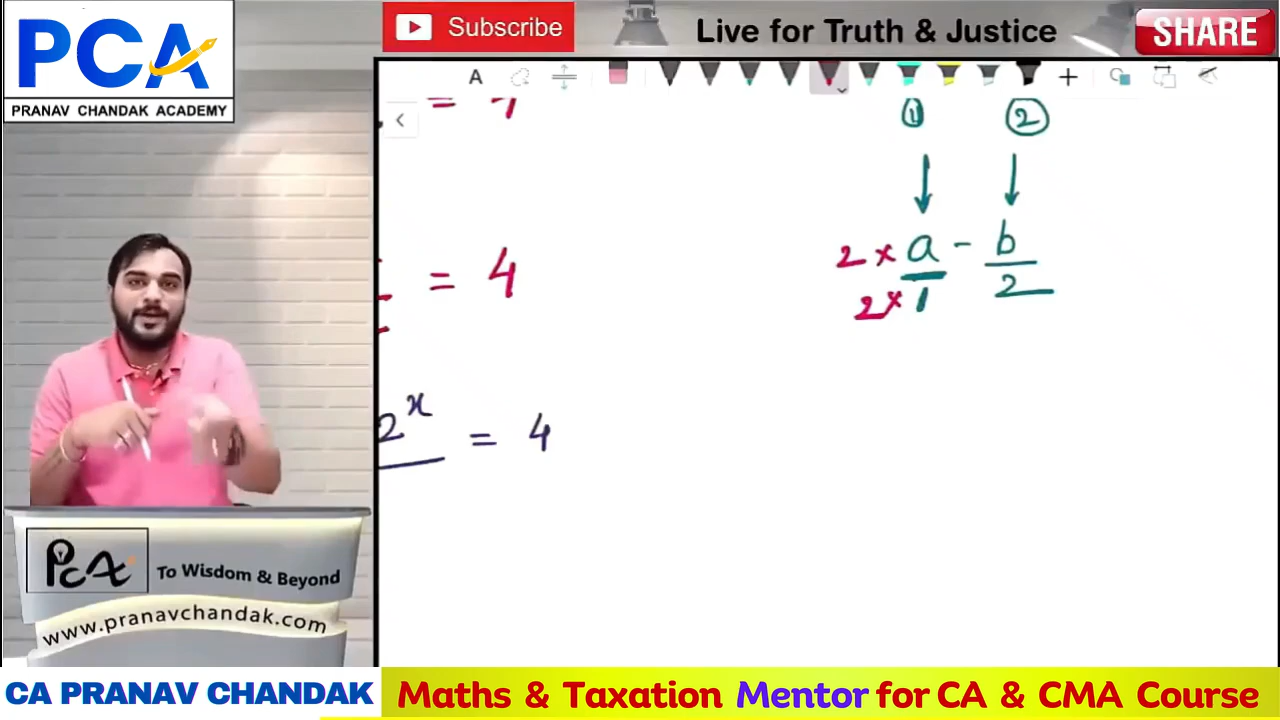 PCA
PRANAV CHANDAK ACADEMY
Subscribe
Live for Truth & Justice
SHARE
A
= 4
① ②
= 4
2 × a - b
2 × 1 2
2^x = 4
PCA
To Wisdom & Beyond
www.pranavchandak.com
CA PRANAV CHANDAK
Maths & Taxation Mentor for CA & CMA Course